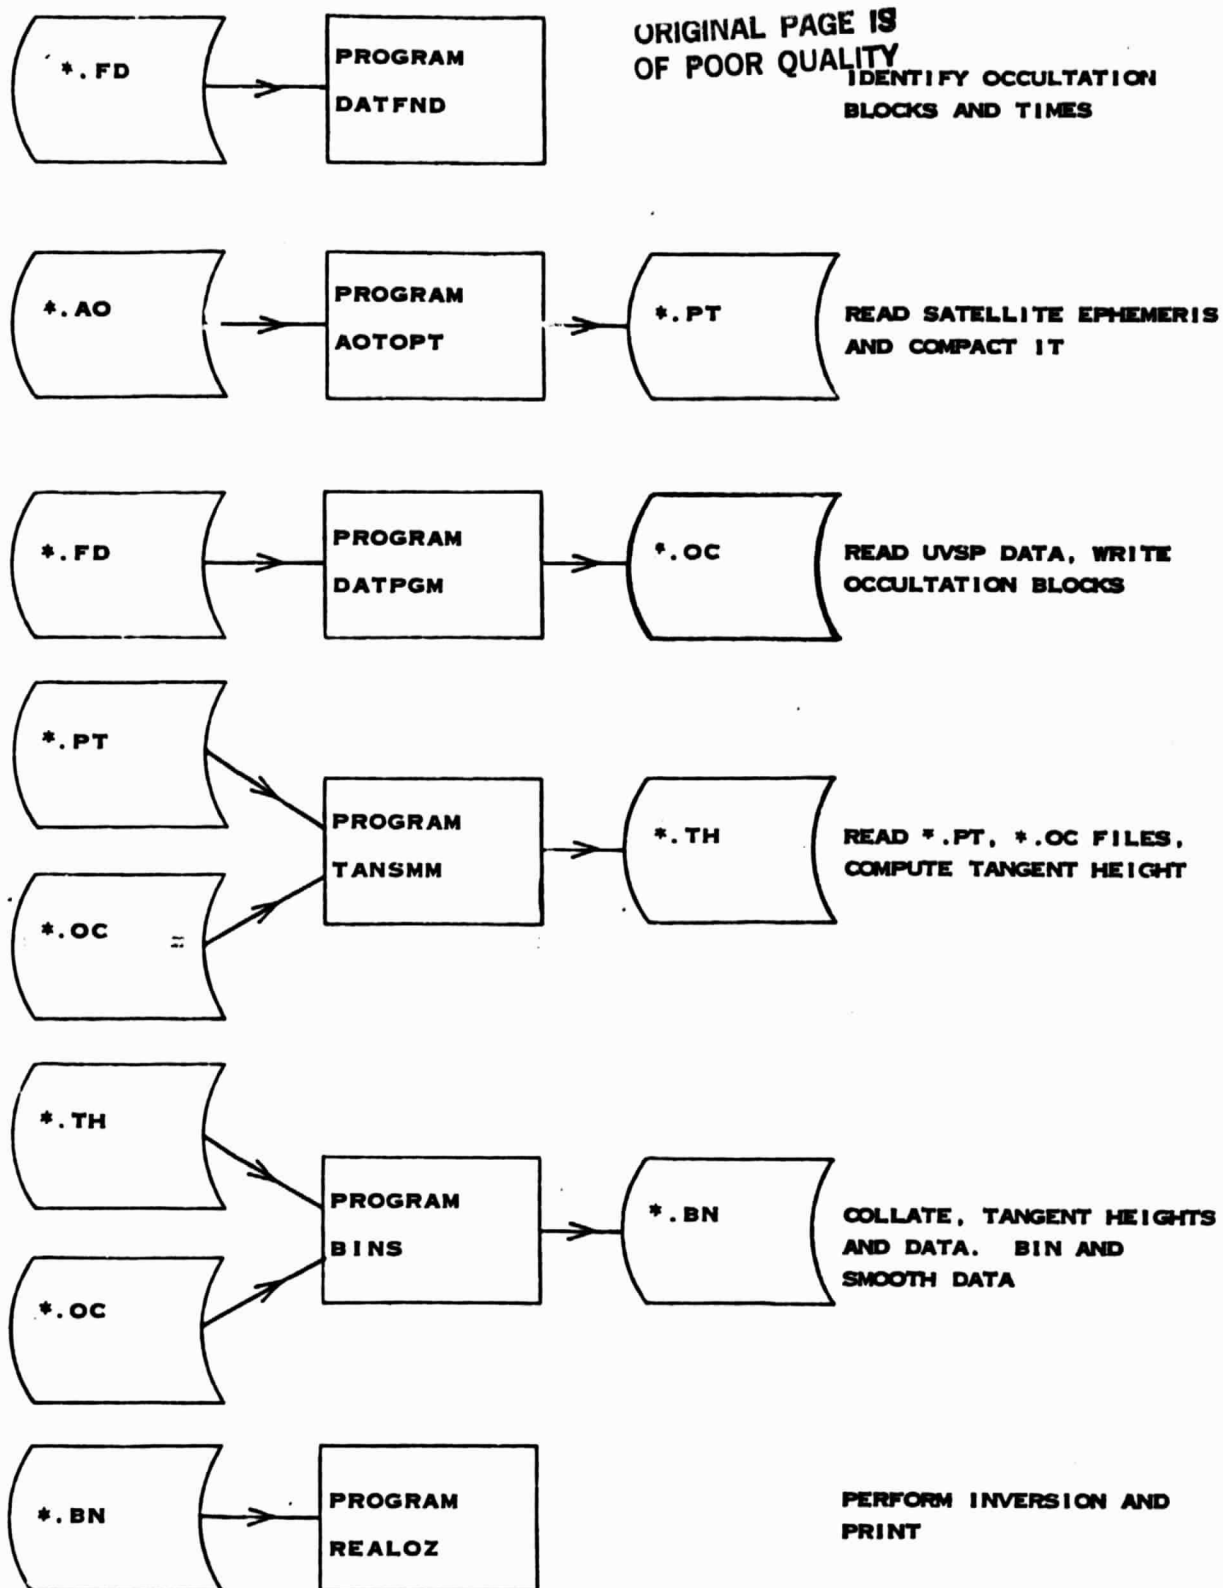 ORIGINAL PAGE IS
OF POOR QUALITY
*.FD
PROGRAM
DATFND
IDENTIFY OCCULTATION
BLOCKS AND TIMES
*.AO
PROGRAM
AOTOPT
*.PT
READ SATELLITE EPHEMERIS
AND COMPACT IT
*.FD
PROGRAM
DATPGM
*.OC
READ UVSP DATA, WRITE
OCCULTATION BLOCKS
*.PT
*.OC
PROGRAM
TANSMM
*.TH
READ *.PT, *.OC FILES,
COMPUTE TANGENT HEIGHT
*.TH
*.OC
PROGRAM
BINS
*.BN
COLLATE, TANGENT HEIGHTS
AND DATA. BIN AND
SMOOTH DATA
*.BN
PROGRAM
REALOZ
PERFORM INVERSION AND
PRINT